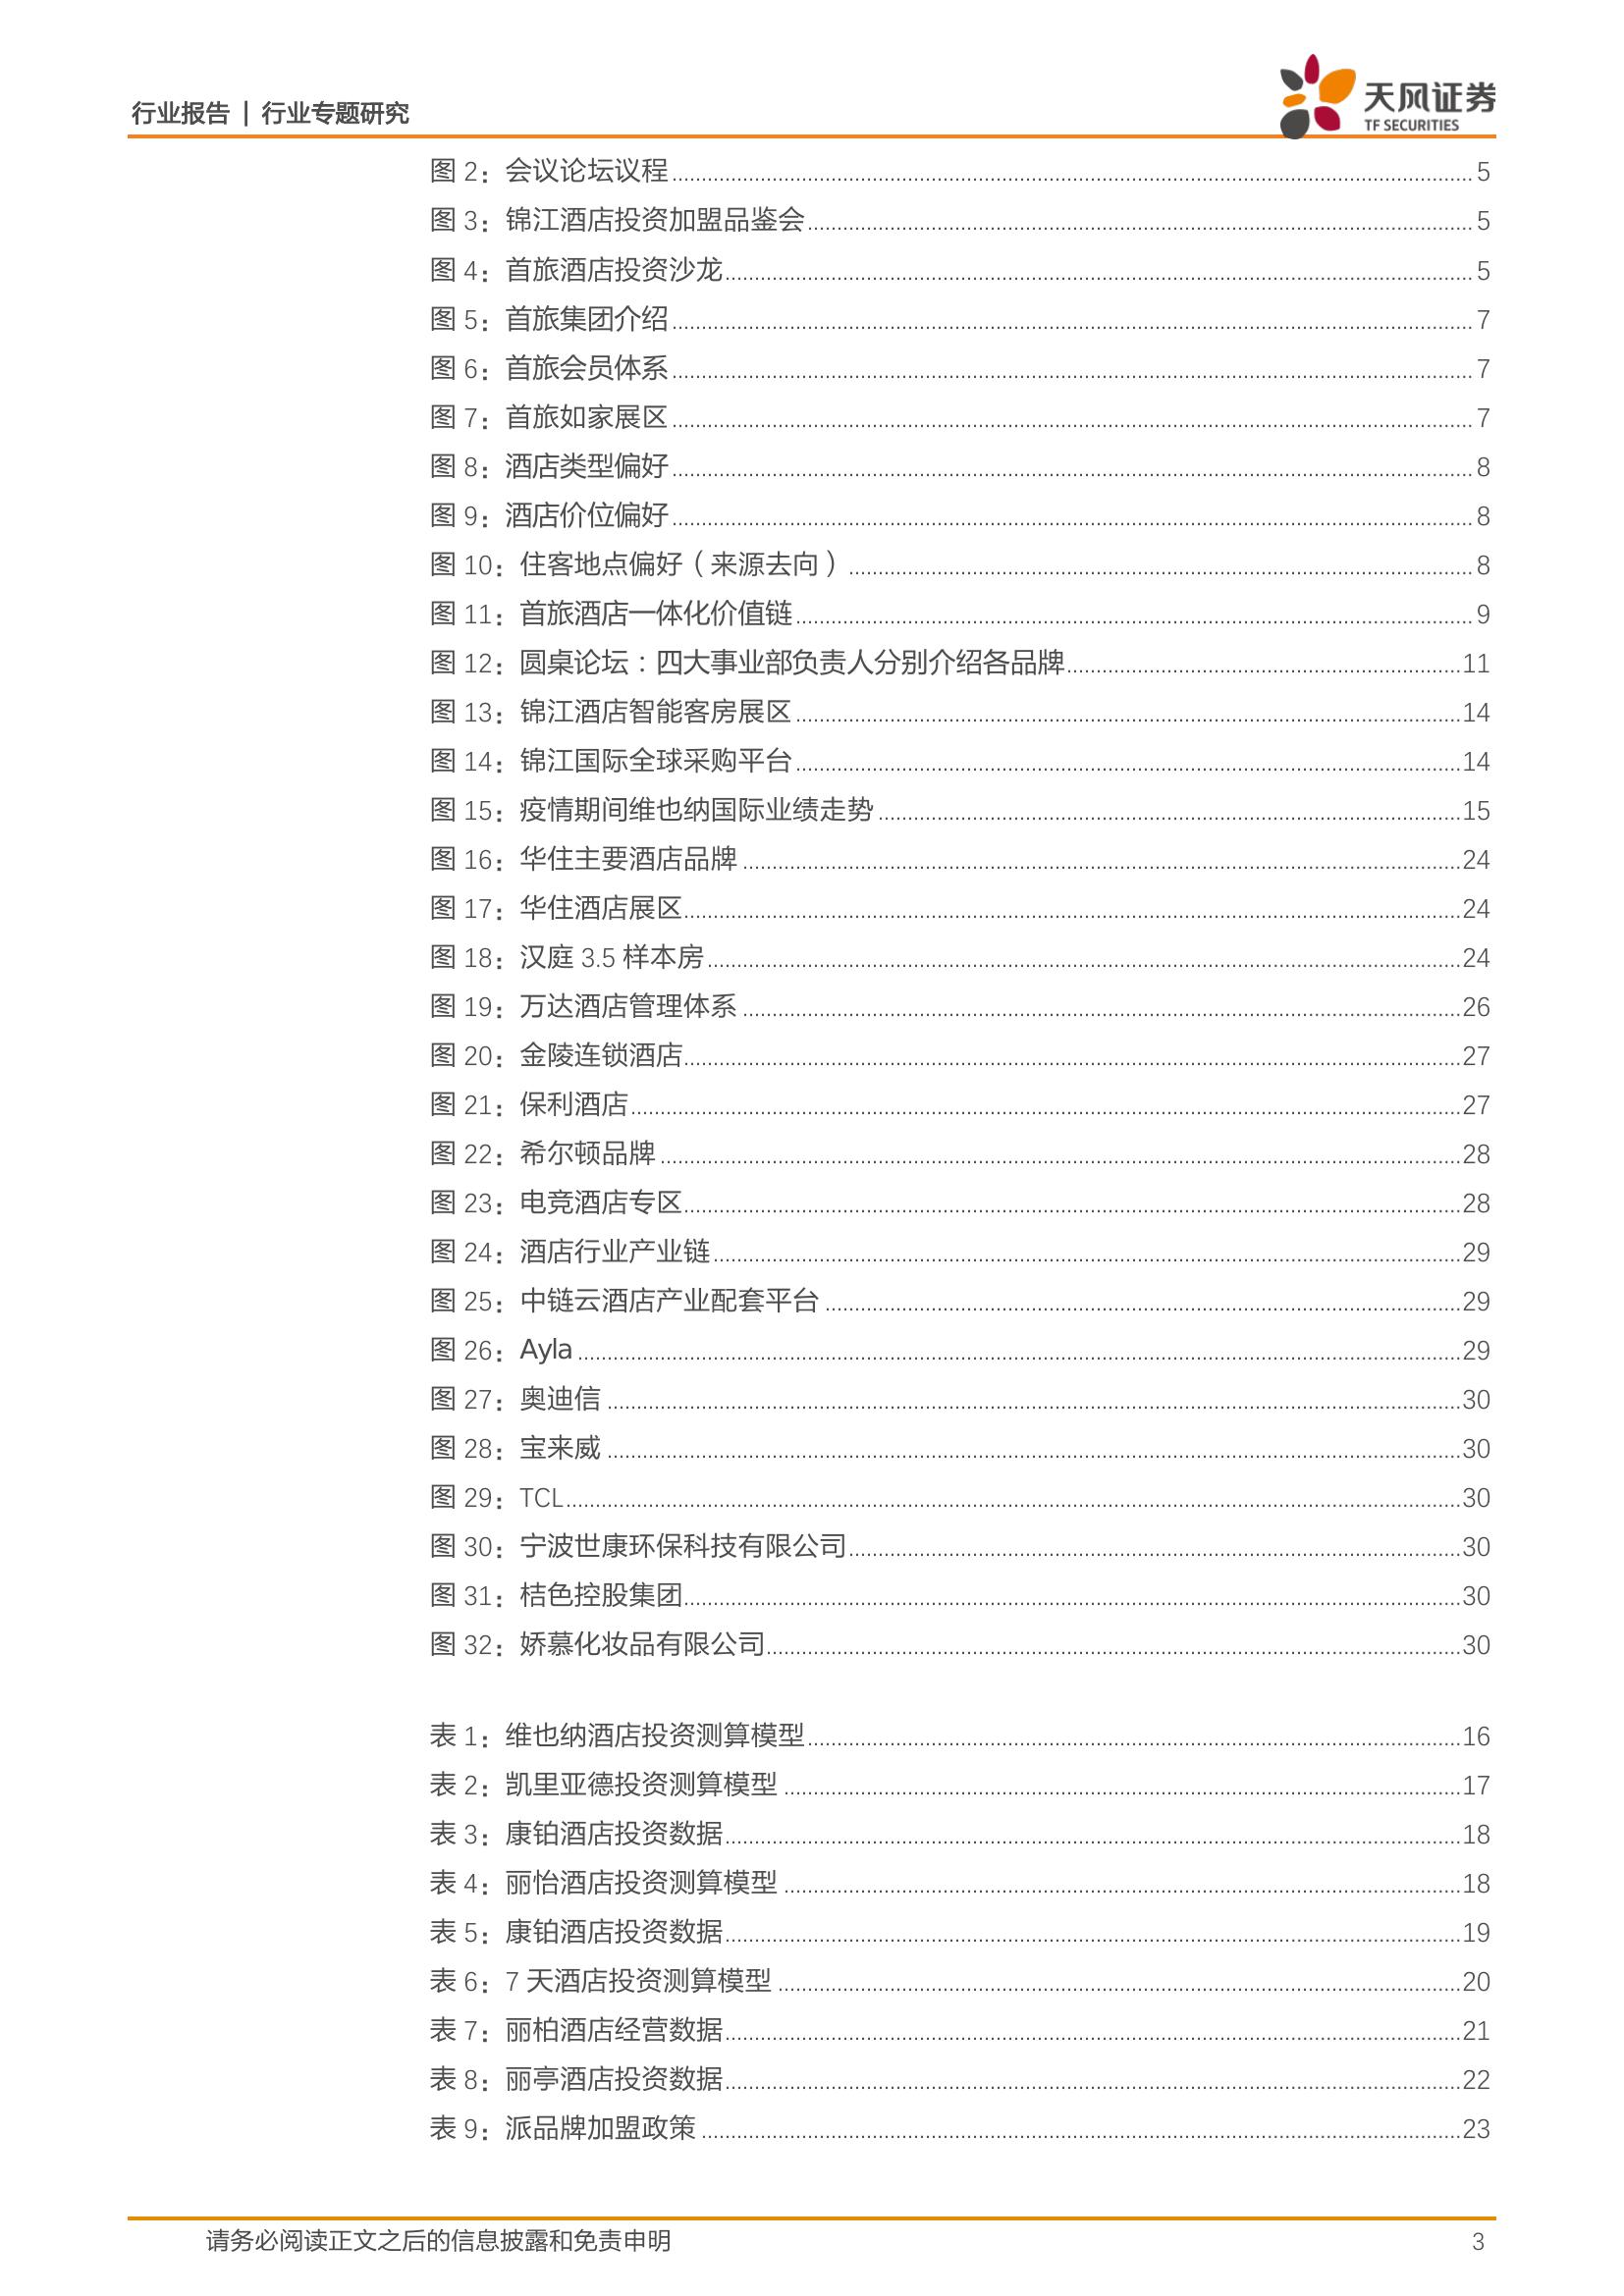 行业报告 | 行业专题研究
天风证券
TF SECURITIES
图 2：会议论坛议程 5
图 3：锦江酒店投资加盟品鉴会 5
图 4：首旅酒店投资沙龙 5
图 5：首旅集团介绍 7
图 6：首旅会员体系 7
图 7：首旅如家展区 7
图 8：酒店类型偏好 8
图 9：酒店价位偏好 8
图 10：住客地点偏好（来源去向） 8
图 11：首旅酒店一体化价值链 9
图 12：圆桌论坛：四大事业部负责人分别介绍各品牌 11
图 13：锦江酒店智能客房展区 14
图 14：锦江国际全球采购平台 14
图 15：疫情期间维也纳国际业绩走势 15
图 16：华住主要酒店品牌 24
图 17：华住酒店展区 24
图 18：汉庭 3.5 样本房 24
图 19：万达酒店管理体系 26
图 20：金陵连锁酒店 27
图 21：保利酒店 27
图 22：希尔顿品牌 28
图 23：电竞酒店专区 28
图 24：酒店行业产业链 29
图 25：中链云酒店产业配套平台 29
图 26：Ayla 29
图 27：奥迪信 30
图 28：宝来威 30
图 29：TCL 30
图 30：宁波世康环保科技有限公司 30
图 31：桔色控股集团 30
图 32：娇慕化妆品有限公司 30
表 1：维也纳酒店投资测算模型 16
表 2：凯里亚德投资测算模型 17
表 3：康铂酒店投资数据 18
表 4：丽怡酒店投资测算模型 18
表 5：康铂酒店投资数据 19
表 6：7 天酒店投资测算模型 20
表 7：丽柏酒店经营数据 21
表 8：丽亭酒店投资数据 22
表 9：派品牌加盟政策 23
请务必阅读正文之后的信息披露和免责申明 3